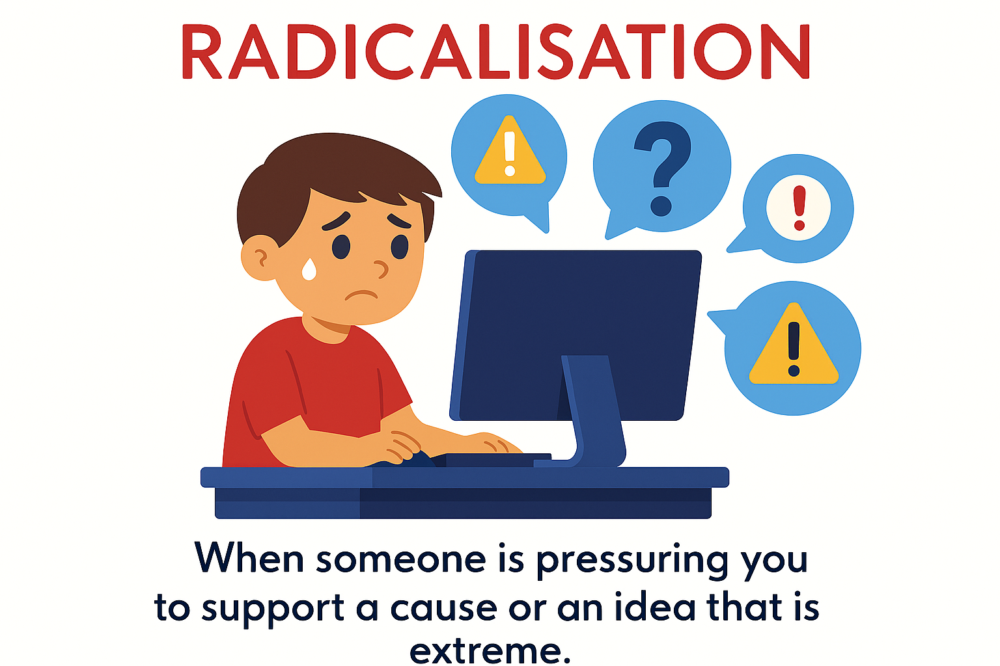 RADICALISATION
?
When someone is pressuring you
to support a cause or an idea that is
extreme.